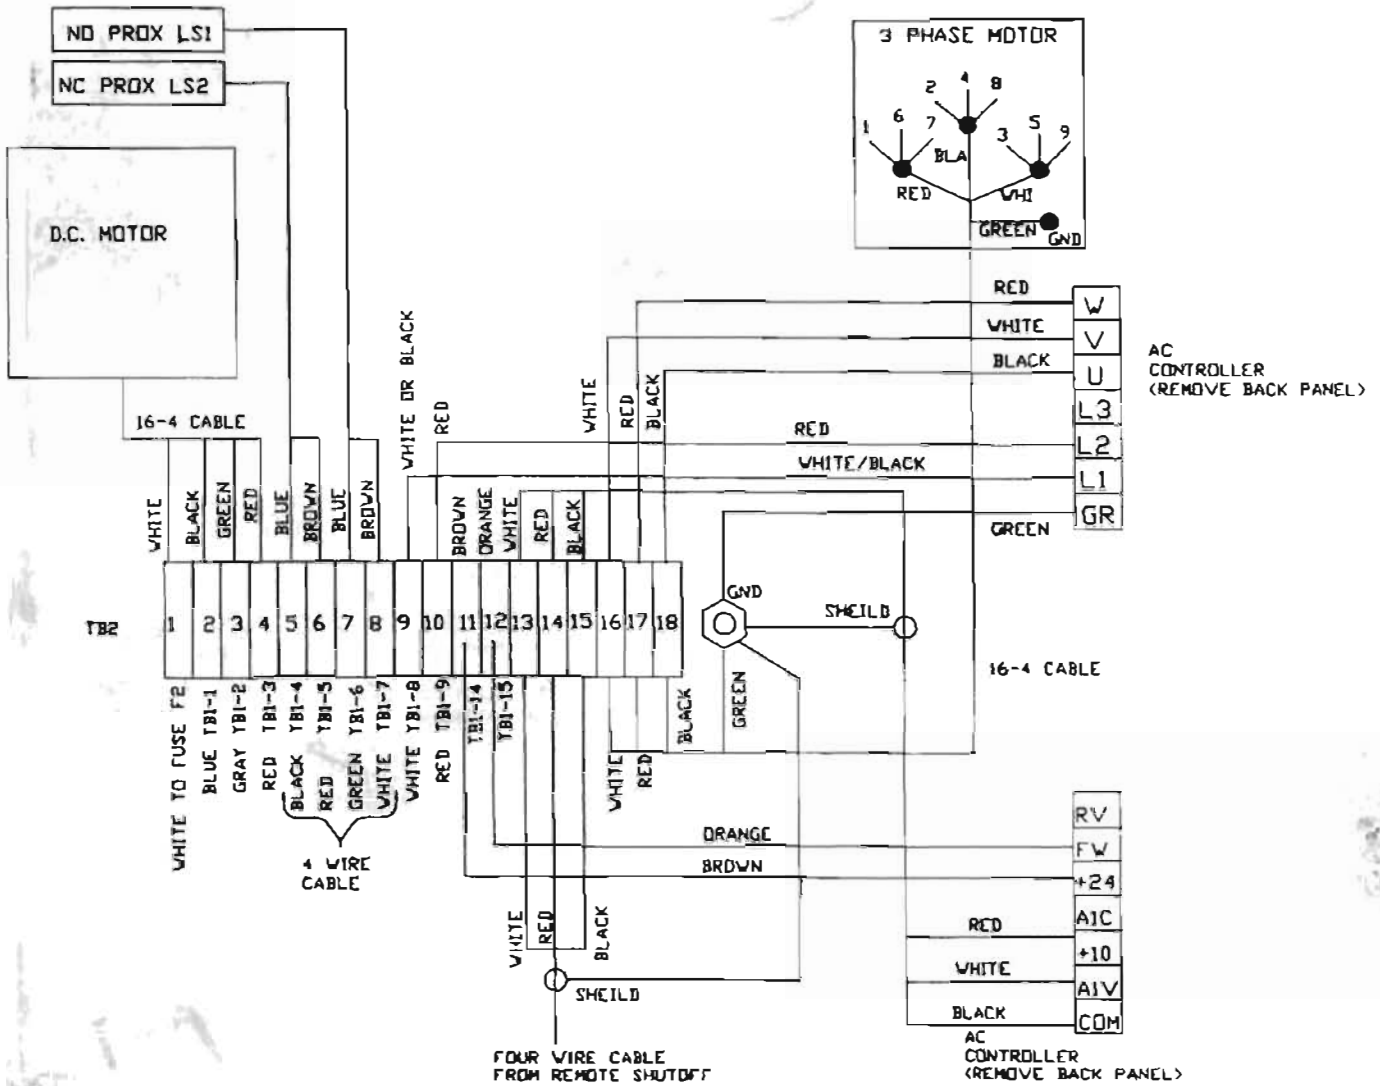 ND PROX LS1
NC PROX LS2
D.C. MOTOR
16-4 CABLE
3 PHASE MOTOR
1 6 7
2 4 8
3 5 9
BLA
RED
WHI
GREEN
GND
RED
WHITE
BLACK
W
V
U
L3
L2
L1
GR
AC
CONTROLLER
(REMOVE BACK PANEL)
RED
WHITE/BLACK
GREEN
WHITE
BLACK
GREEN
RED
BLUE
BROWN
BLUE
BROWN
WHITE OR BLACK
RED
BROWN
ORANGE
WHITE
RED
BLACK
WHITE
RED
BLACK
TB2
1 2 3 4 5 6 7 8 9 10 11 12 13 14 15 16 17 18
GND
SHEILD
16-4 CABLE
WHITE TO FUSE F2
BLUE TB1-1
GRAY TB1-2
RED TB1-3
BLACK TB1-4
RED TB1-5
GREEN TB1-6
WHITE TB1-7
WHITE TB1-8
RED TB1-9
TB1-14
TB1-15
WHITE
RED
BLACK
GREEN
4 WIRE
CABLE
ORANGE
BROWN
WHITE
RED
BLACK
SHEILD
FOUR WIRE CABLE
FROM REMOTE SHUTOFF
RED
WHITE
BLACK
RV
FW
+24
A1C
+10
A1V
COM
AC
CONTROLLER
(REMOVE BACK PANEL)